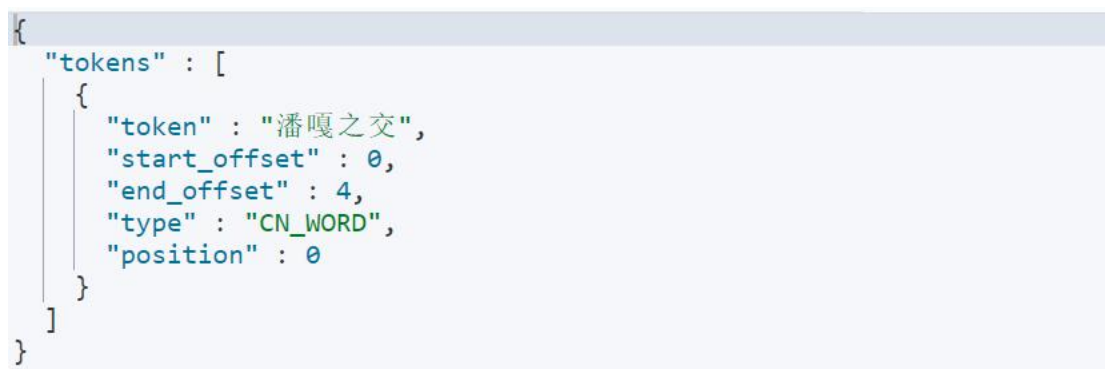 {
  "tokens" : [
    {
      "token" : "潘嘎之交",
      "start_offset" : 0,
      "end_offset" : 4,
      "type" : "CN_WORD",
      "position" : 0
    }
  ]
}